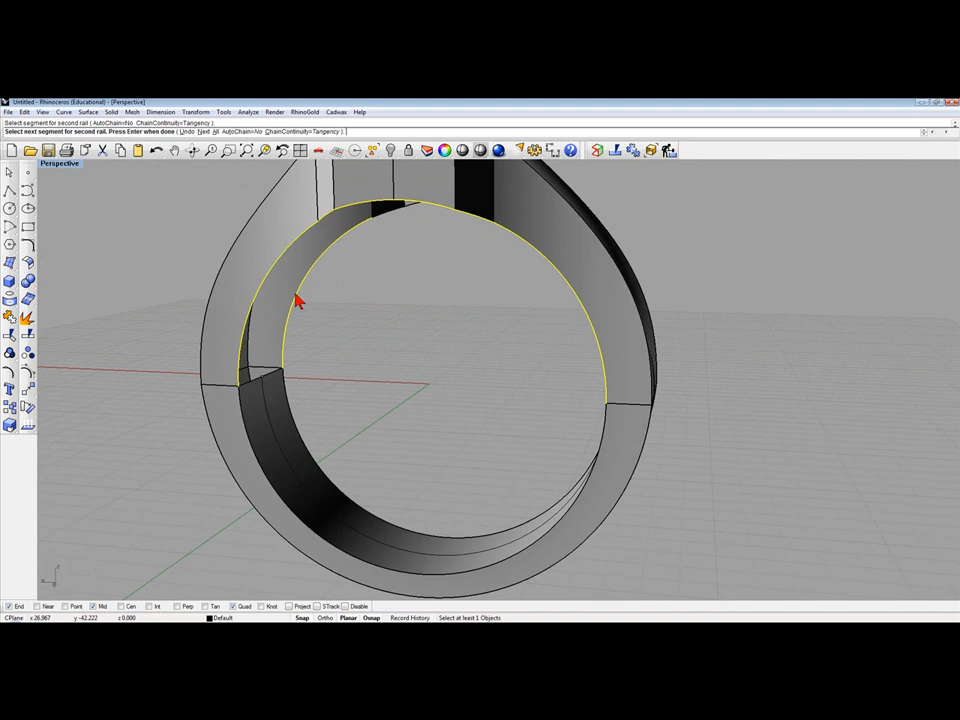 Untitled - Rhinoceros (Educational) - [Perspective]
File Edit View Curve Surface Solid Mesh Dimension Transform Tools Analyze Render RhinoGold Cadwax Help
Select segment for second rail ( AutoChain=No ChainContinuity=Tangency ):
Select next segment for second rail. Press Enter when done ( Undo Next All AutoChain=No ChainContinuity=Tangency ):
Perspective
z
End Near Point Mid Cen Int Perp Tan Quad Knot Project STrack Disable
CPlane x 26.967 y -42.222 z 0.000 Default Snap Ortho Planar Osnap Record History Select at least 1 Objects